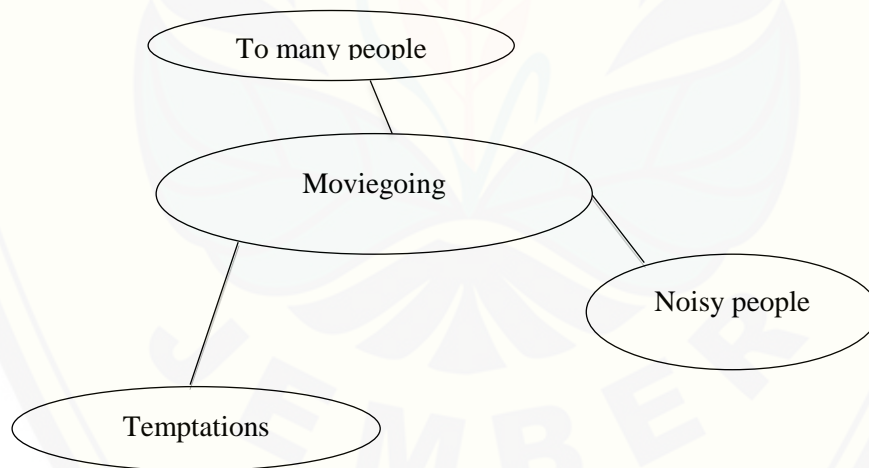 To many people
Moviegoing
Noisy people
Temptations
JEMBER